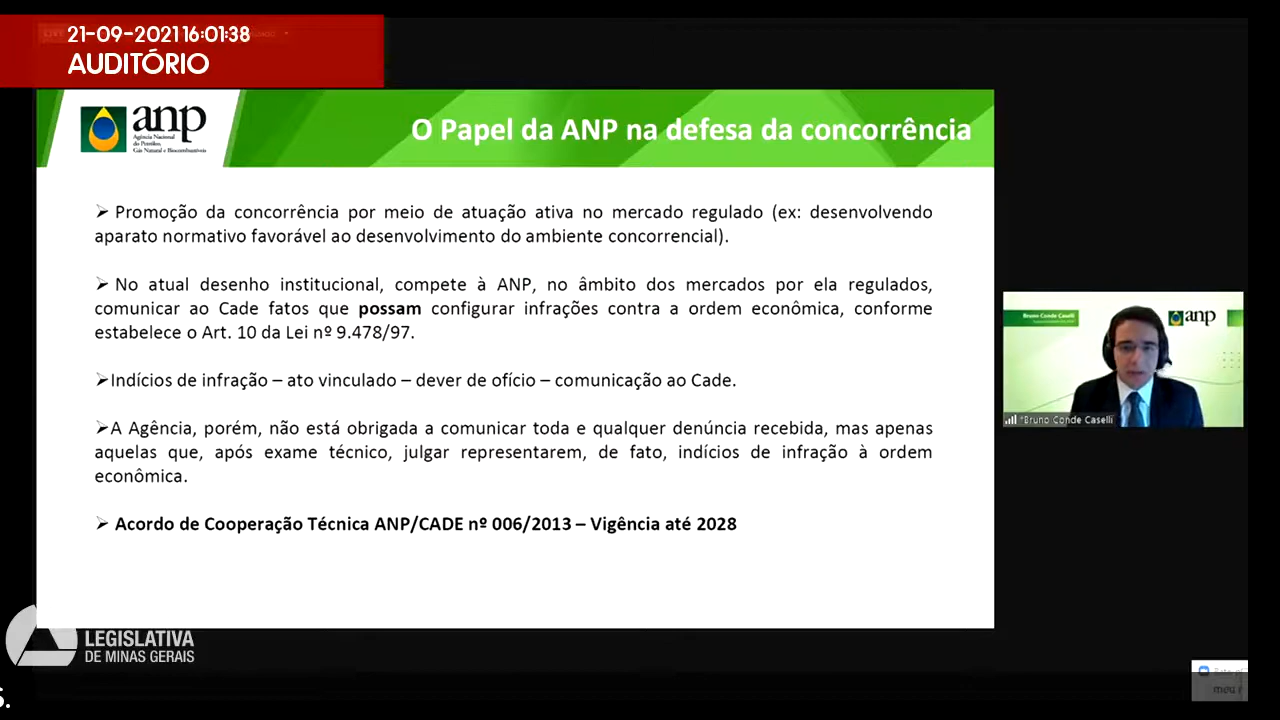 21-09-2021 16:01:38
AUDITÓRIO
anp
Agência Nacional
do Petróleo,
Gás Natural e Biocombustíveis
O Papel da ANP na defesa da concorrência
➢ Promoção da concorrência por meio de atuação ativa no mercado regulado (ex: desenvolvendo
aparato normativo favorável ao desenvolvimento do ambiente concorrencial).
➢ No atual desenho institucional, compete à ANP, no âmbito dos mercados por ela regulados,
comunicar ao Cade fatos que possam configurar infrações contra a ordem econômica, conforme
estabelece o Art. 10 da Lei nº 9.478/97.
➢Indícios de infração – ato vinculado – dever de ofício – comunicação ao Cade.
➢A Agência, porém, não está obrigada a comunicar toda e qualquer denúncia recebida, mas apenas
aquelas que, após exame técnico, julgar representarem, de fato, indícios de infração à ordem
econômica.
➢ Acordo de Cooperação Técnica ANP/CADE nº 006/2013 – Vigência até 2028
Bruno Conde Caselli
anp
*Bruno Conde Caselli
LEGISLATIVA
DE MINAS GERAIS
s.
meu